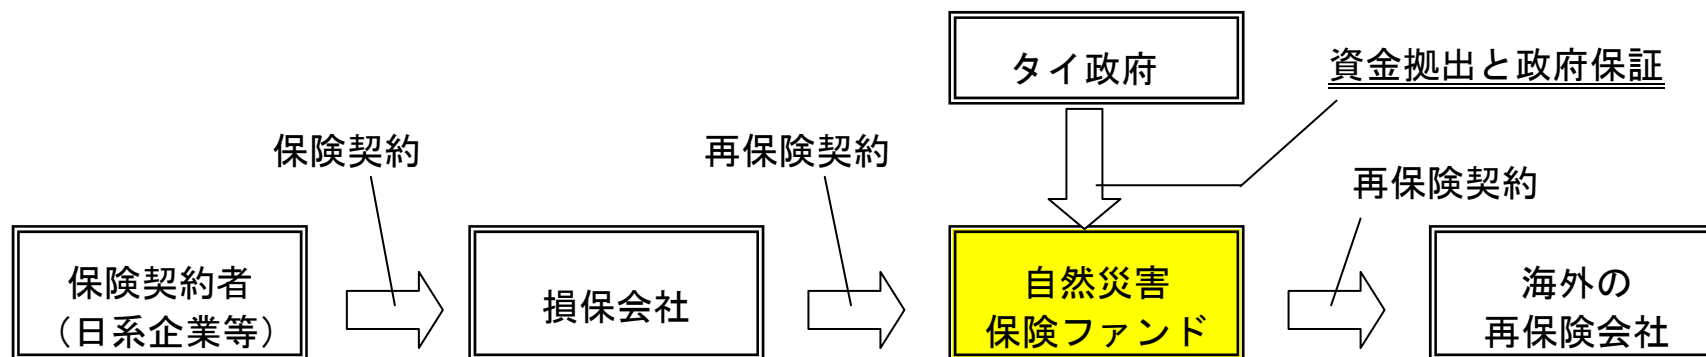 タイ政府
資金拠出と政府保証
保険契約
再保険契約
再保険契約
保険契約者
（日系企業等）
損保会社
自然災害
保険ファンド
海外の
再保険会社